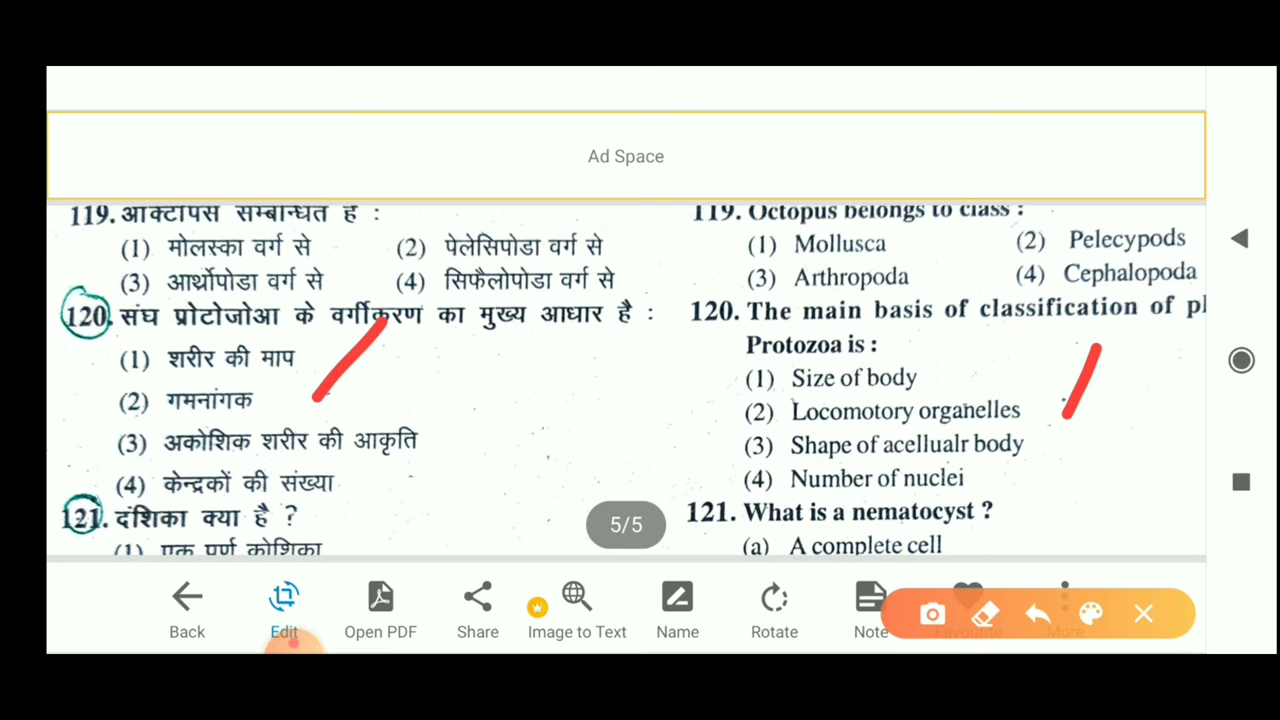 Ad Space
119. आक्टोपस सम्बन्धित है :
(1) मोलस्का वर्ग से (2) पेलेसिपोडा वर्ग से
(3) आर्थोपोडा वर्ग से (4) सिफैलोपोडा वर्ग से
120. संघ प्रोटोजोआ के वर्गीकरण का मुख्य आधार है :
(1) शरीर की माप
(2) गमनांगक
(3) अकोशिक शरीर की आकृति
(4) केन्द्रकों की संख्या
121. दंशिका क्या है ?
(1) एक पूर्ण कोशिका
119. Octopus belongs to class :
(1) Mollusca (2) Pelecypods
(3) Arthropoda (4) Cephalopoda
120. The main basis of classification of
Protozoa is :
(1) Size of body
(2) Locomotory organelles
(3) Shape of acellualr body
(4) Number of nuclei
121. What is a nematocyst ?
(a) A complete cell
5/5
Back Edit Open PDF Share Image to Text Name Rotate Note Favourite More